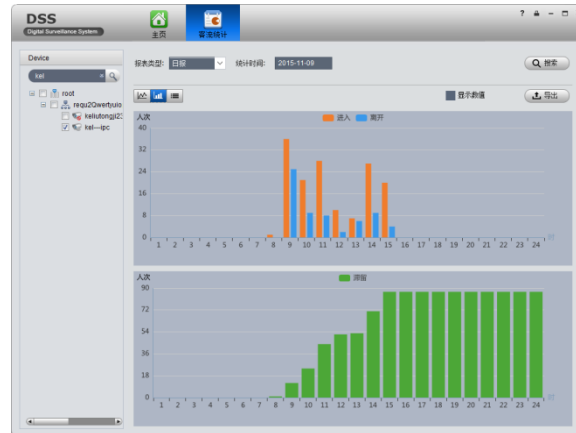 DSS
Digital Surveillance System
主页
客流统计
?
Device
kel
root
requ2Qwertyuio
keliutongji23
kel---ipc
报表类型: 日报
统计时间: 2015-11-09
搜索
显示数值
导出
人次
进入 离开
40
32
24
16
8
0
1 2 3 4 5 6 7 8 9 10 11 12 13 14 15 16 17 18 19 20 21 22 23 24 时
人次
滞留
90
72
54
36
18
0
1 2 3 4 5 6 7 8 9 10 11 12 13 14 15 16 17 18 19 20 21 22 23 24 时